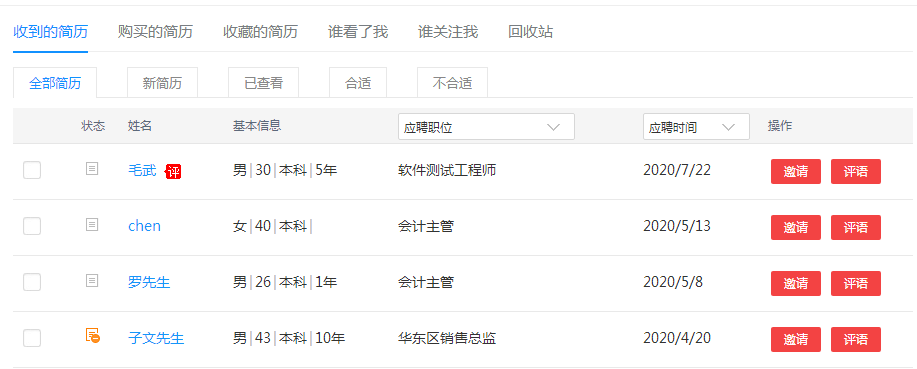 收到的简历 购买的简历 收藏的简历 谁看了我 谁关注我 回收站
全部简历 新简历 已查看 合适 不合适
状态 姓名 基本信息 应聘职位 应聘时间 操作
毛武 评 男|30|本科|5年 软件测试工程师 2020/7/22 邀请 评语
chen 女|40|本科| 会计主管 2020/5/13 邀请 评语
罗先生 男|26|本科|1年 会计主管 2020/5/8 邀请 评语
子文先生 男|43|本科|10年 华东区销售总监 2020/4/20 邀请 评语